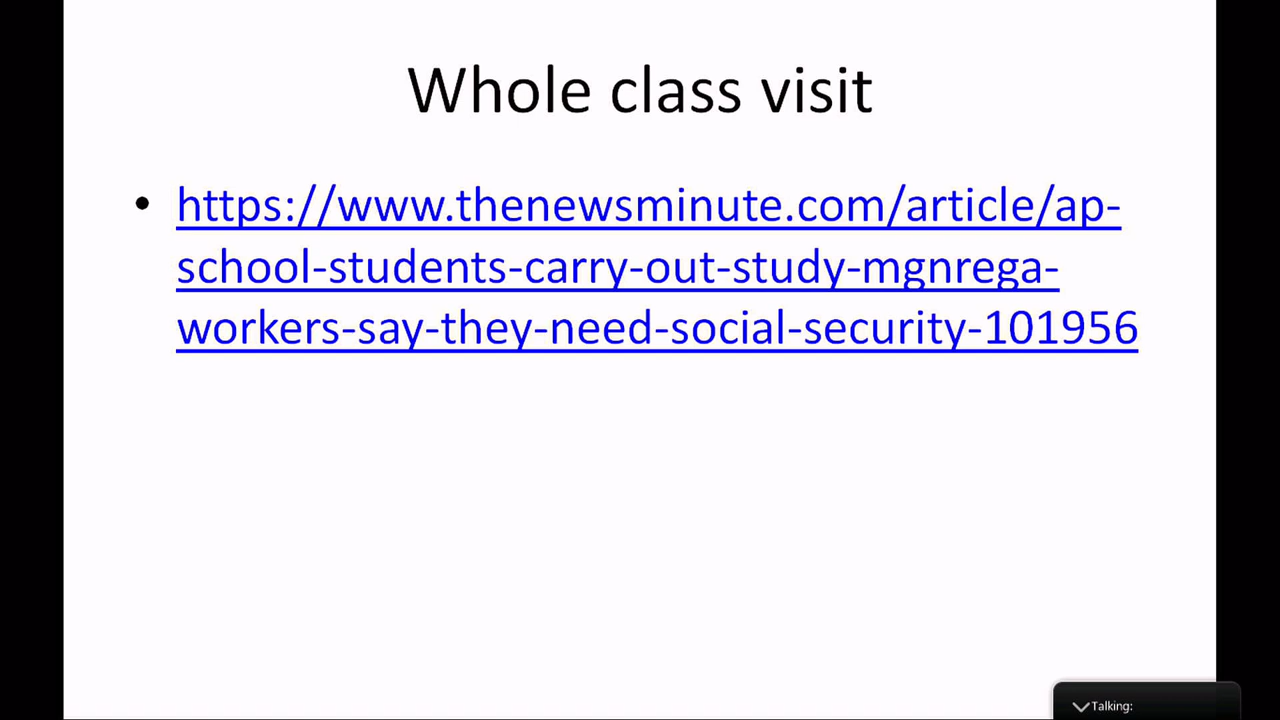 Whole class visit
• https://www.thenewsminute.com/article/ap-
school-students-carry-out-study-mgnrega-
workers-say-they-need-social-security-101956
Talking: